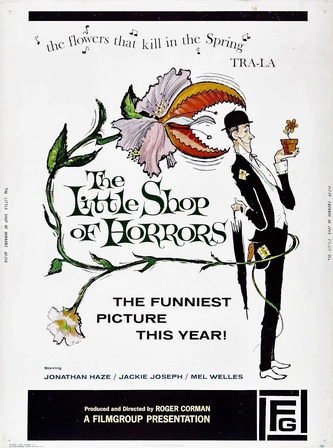 the flowers that kill in the Spring
TRA-LA
The
Little Shop
of Horrors
THE FUNNIEST
PICTURE
THIS YEAR!
Starring
JONATHAN HAZE / JACKIE JOSEPH / MEL WELLES
Produced and Directed by ROGER CORMAN
A FILMGROUP PRESENTATION
FG